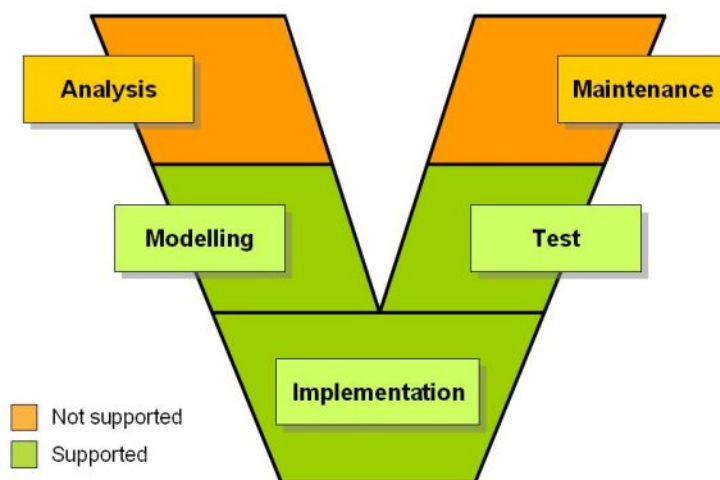 Analysis
Maintenance
Modelling
Test
Implementation
Not supported
Supported